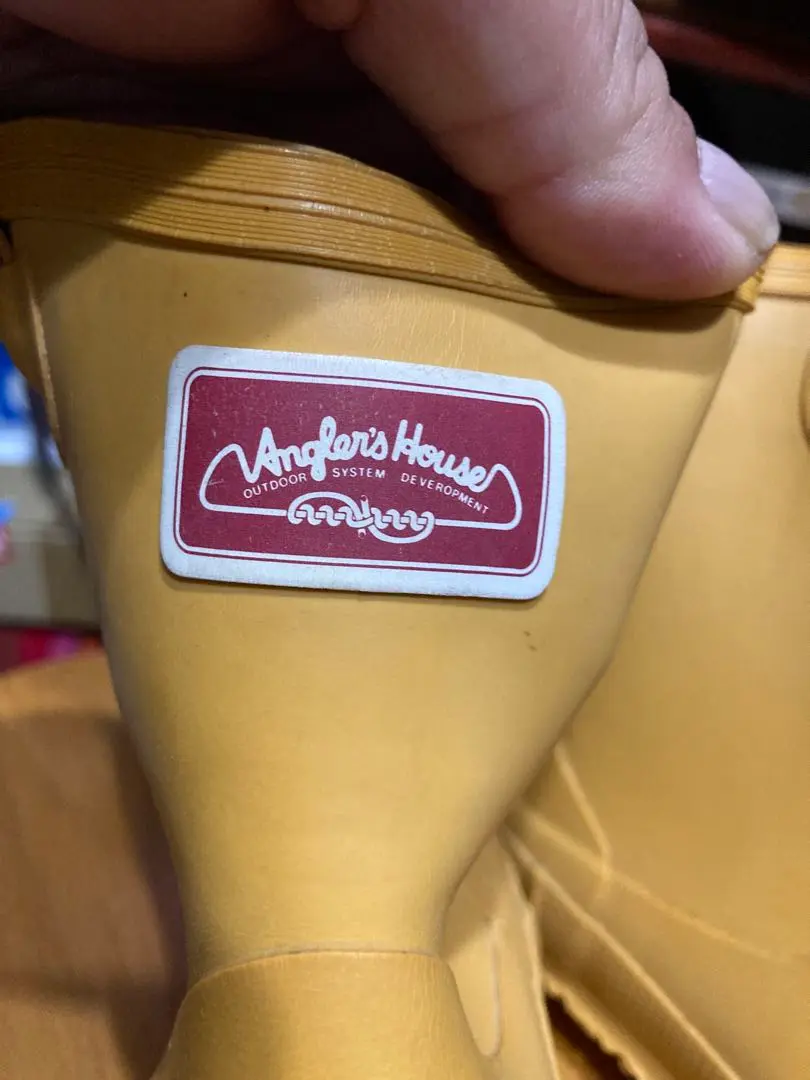 Angler's House
OUTDOOR SYSTEM DEVEROPMENT